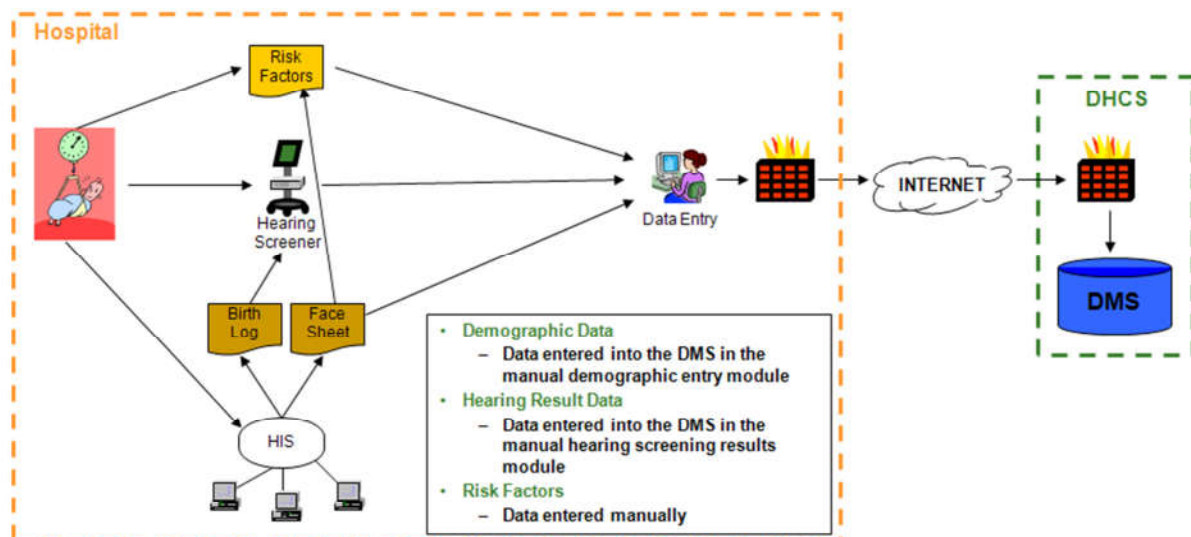 Hospital
Risk
Factors
DHCS
Hearing
Screener
Data Entry
INTERNET
DMS
Birth
Log
Face
Sheet
HIS
• Demographic Data
– Data entered into the DMS in the
manual demographic entry module
• Hearing Result Data
– Data entered into the DMS in the
manual hearing screening results
module
• Risk Factors
– Data entered manually